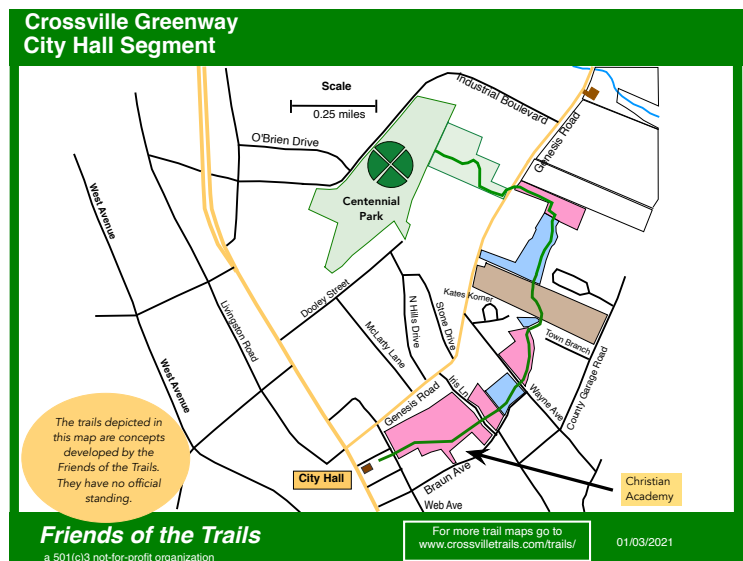 Crossville Greenway
City Hall Segment
Scale
0.25 miles
Industrial Boulevard
Genesis Road
O'Brien Drive
Centennial
Park
West Avenue
Dooley Street
Kates Korner
N Hills Drive
Stone Drive
Livingston Road
McLarty Lane
Town Branch
County Garage Road
West Avenue
Iris Ln
Wayne Ave
Genesis Road
The trails depicted in
this map are concepts
developed by the
Friends of the Trails.
They have no official
standing.
City Hall
Braun Ave
Web Ave
Christian
Academy
Friends of the Trails
a 501(c)3 not-for-profit organization
For more trail maps go to
www.crossvilletrails.com/trails/
01/03/2021